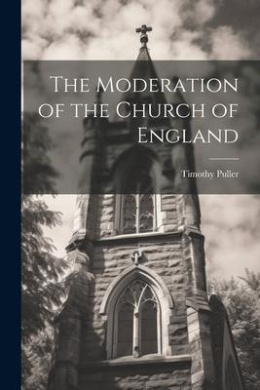 The Moderation
of the Church of
England
Timothy Puller